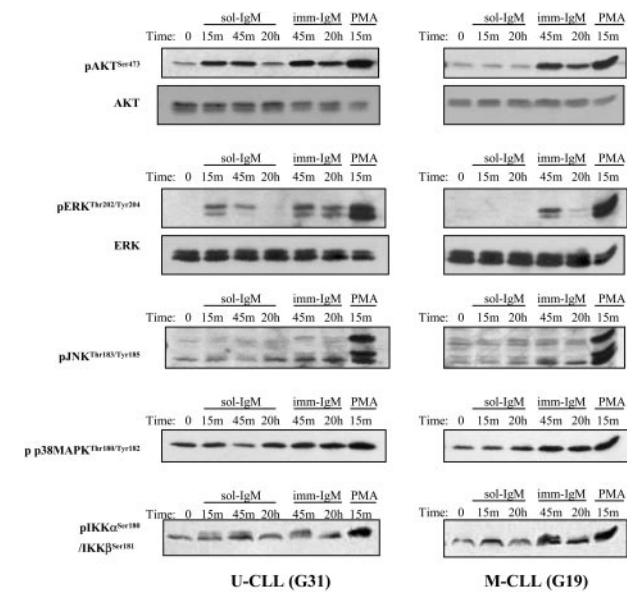 sol-IgM imm-IgM PMA sol-IgM imm-IgM PMA
Time: 0 15m 45m 20h 45m 20h 15m Time: 0 15m 45m 20h 45m 20h 15m
pAKTSer473
AKT
sol-IgM imm-IgM PMA sol-IgM imm-IgM PMA
Time: 0 15m 45m 20h 45m 20h 15m Time: 0 15m 45m 20h 45m 20h 15m
pERKThr202/Tyr204
ERK
sol-IgM imm-IgM PMA sol-IgM imm-IgM PMA
Time: 0 15m 45m 20h 45m 20h 15m Time: 0 15m 45m 20h 45m 20h 15m
pJNKThr183/Tyr185
sol-IgM imm-IgM PMA sol-IgM imm-IgM PMA
Time: 0 15m 45m 20h 45m 20h 15m Time: 0 15m 45m 20h 45m 20h 15m
p p38MAPKThr180/Tyr182
sol-IgM imm-IgM PMA sol-IgM imm-IgM PMA
Time: 0 15m 45m 20h 45m 20h 15m Time: 0 15m 45m 20h 45m 20h 15m
pIKKαSer180
/IKKβSer181
U-CLL (G31) M-CLL (G19)